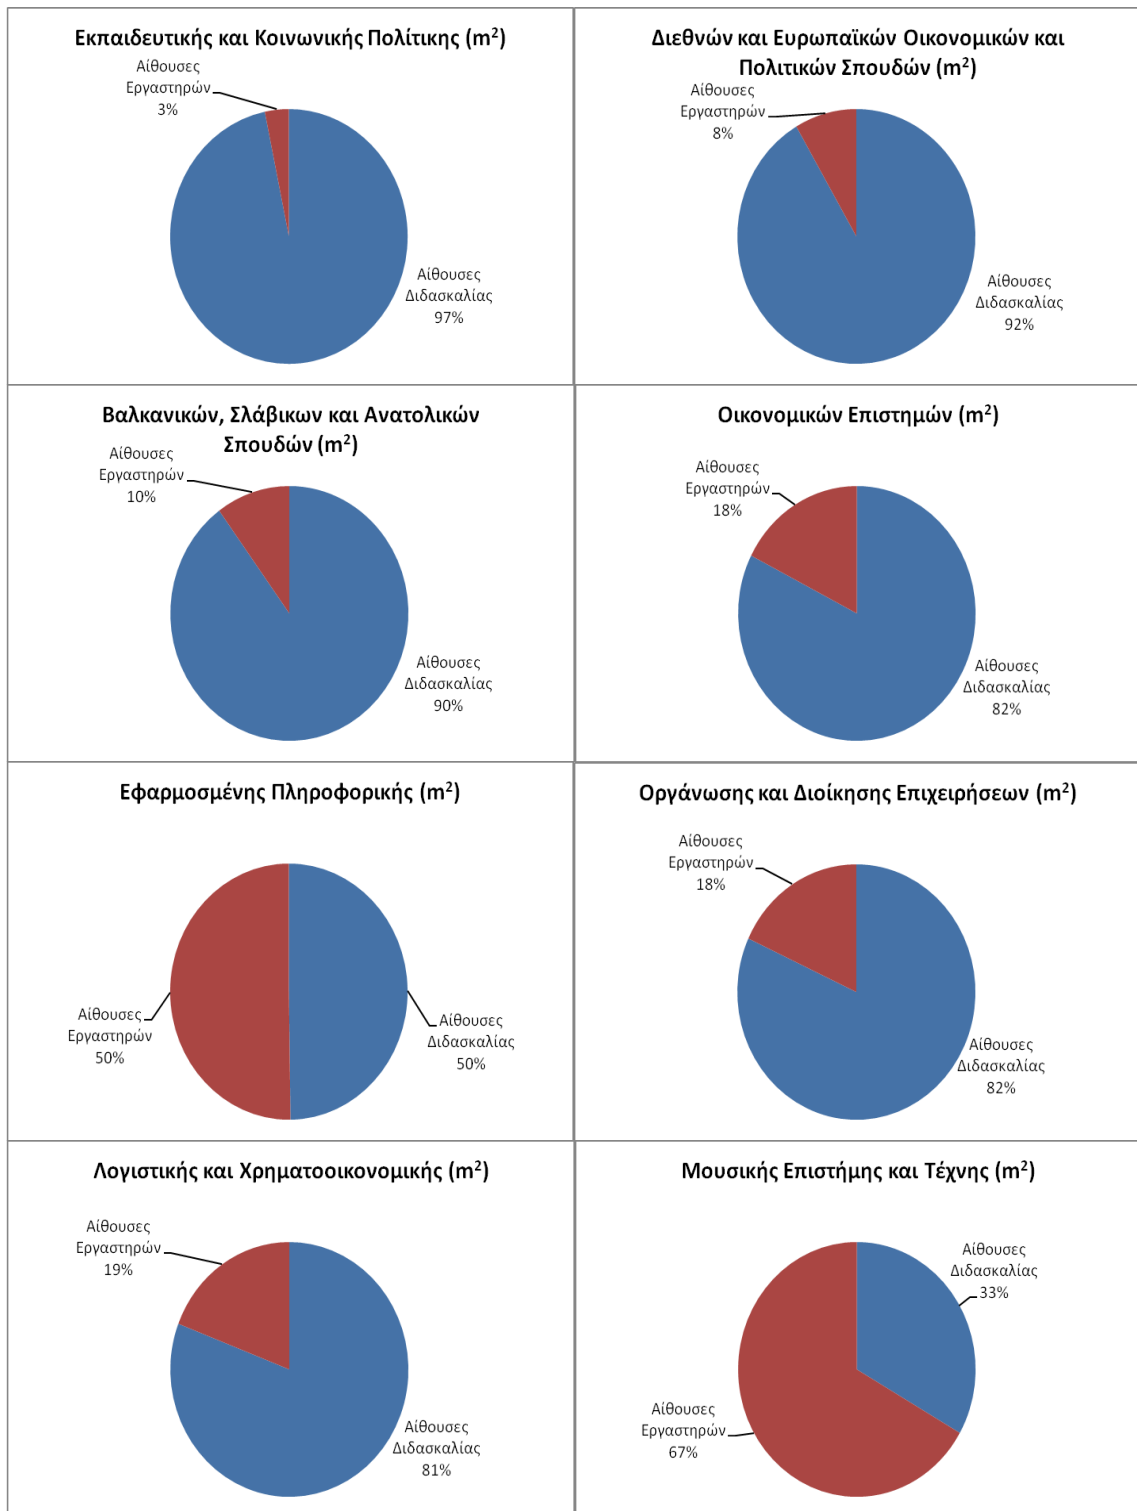 Εκπαιδευτικής και Κοινωνικής Πολίτικης (m²)
Αίθουσες
Εργαστηρών
3%
Αίθουσες
Διδασκαλίας
97%
Διεθνών και Ευρωπαϊκών Οικονομικών και
Πολιτικών Σπουδών (m²)
Αίθουσες
Εργαστηρών
8%
Αίθουσες
Διδασκαλίας
92%
Βαλκανικών, Σλάβικων και Ανατολικών
Σπουδών (m²)
Αίθουσες
Εργαστηρών
10%
Αίθουσες
Διδασκαλίας
90%
Οικονομικών Επιστημών (m²)
Αίθουσες
Εργαστηρών
18%
Αίθουσες
Διδασκαλίας
82%
Εφαρμοσμένης Πληροφορικής (m²)
Αίθουσες
Εργαστηρών
50%
Αίθουσες
Διδασκαλίας
50%
Οργάνωσης και Διοίκησης Επιχειρήσεων (m²)
Αίθουσες
Εργαστηρών
18%
Αίθουσες
Διδασκαλίας
82%
Λογιστικής και Χρηματοοικονομικής (m²)
Αίθουσες
Εργαστηρών
19%
Αίθουσες
Διδασκαλίας
81%
Μουσικής Επιστήμης και Τέχνης (m²)
Αίθουσες
Διδασκαλίας
33%
Αίθουσες
Εργαστηρών
67%